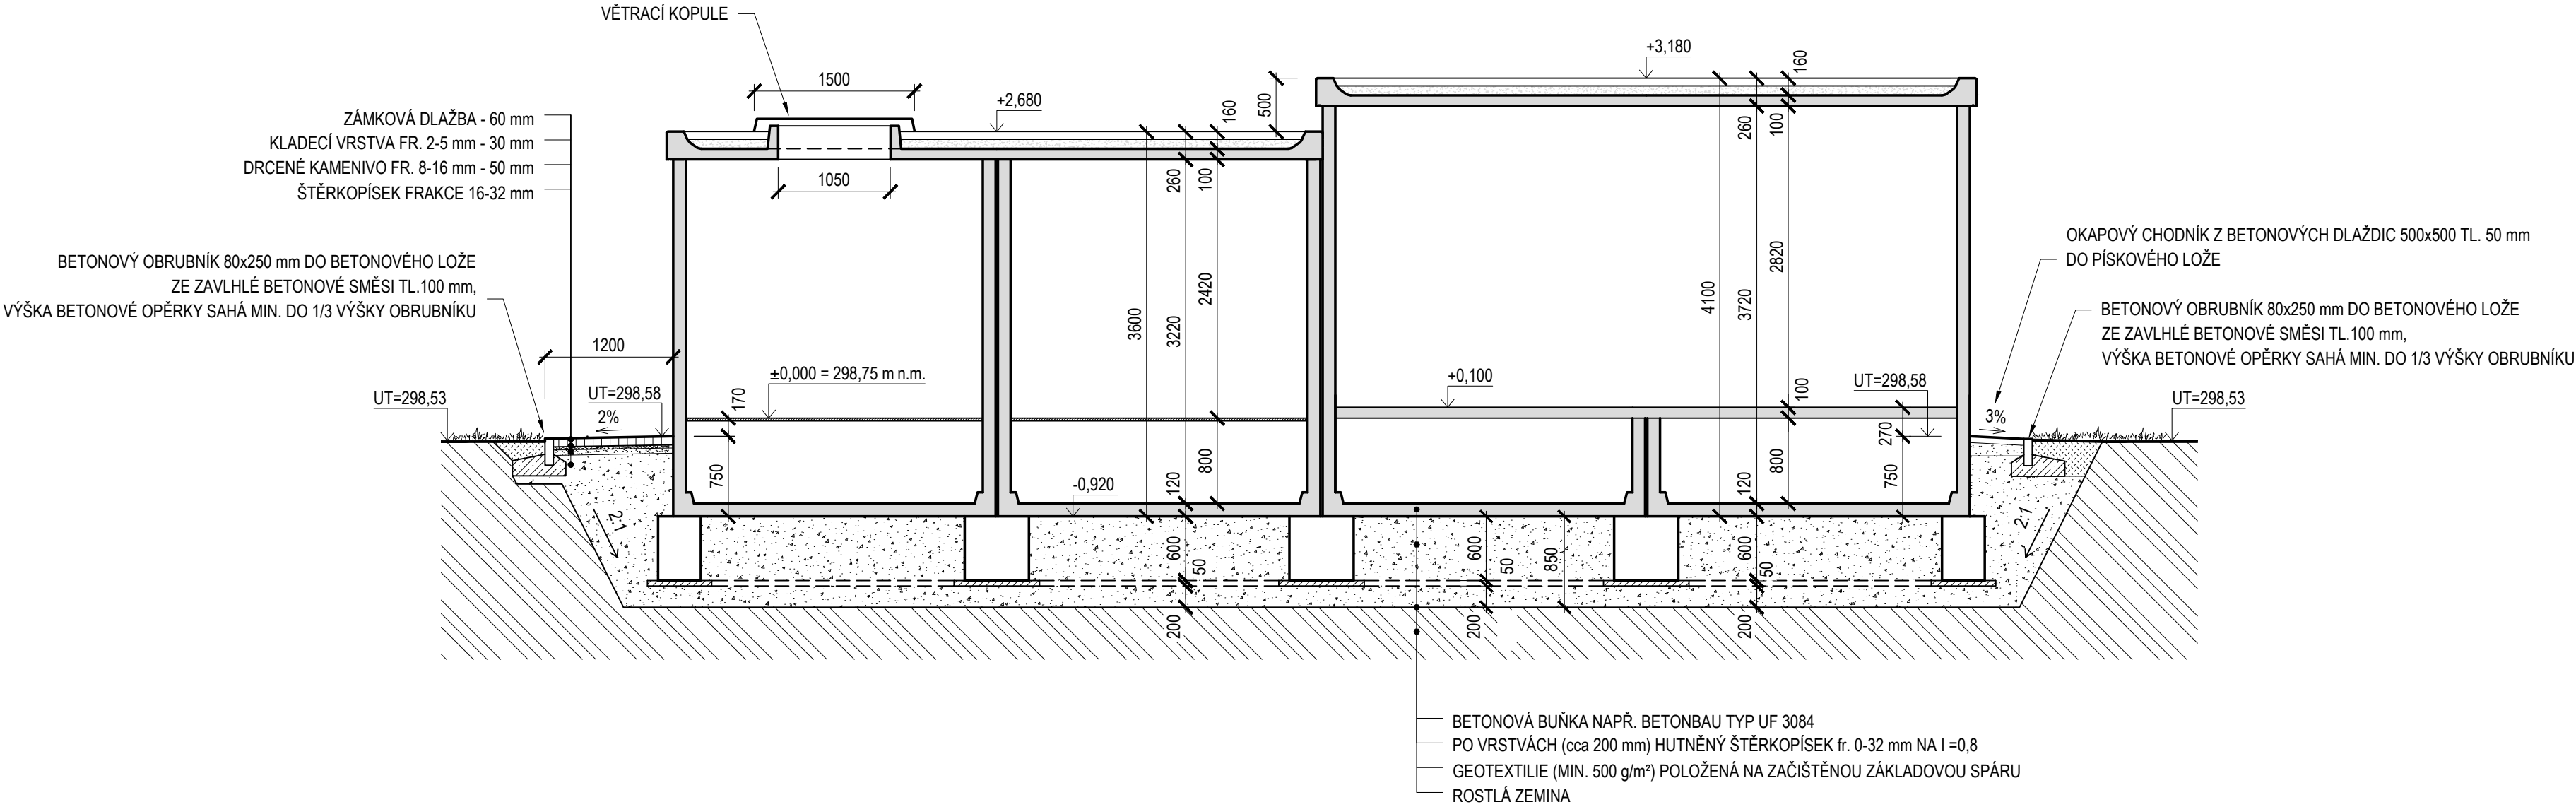 VĚTRACÍ KOPULE
1500
ZÁMKOVÁ DLAŽBA - 60 mm
KLADECÍ VRSTVA FR. 2-5 mm - 30 mm
DRCENÉ KAMENIVO FR. 8-16 mm - 50 mm
ŠTĚRKOPÍSEK FRAKCE 16-32 mm
BETONOVÝ OBRUBNÍK 80x250 mm DO BETONOVÉHO LOŽE
ZE ZAVLHLÉ BETONOVÉ SMĚSI TL.100 mm,
VÝŠKA BETONOVÉ OPĚRKY SAHÁ MIN. DO 1/3 VÝŠKY OBRUBNÍKU
1200
UT=298,53
UT=298,58
2%
2:1
1050
±0,000 = 298,75 m n.m.
170
750
+2,680
-0,920
3600
260
3220
120
160
100
2420
800
500
+3,180
+0,100
4100
260
3720
120
160
100
2820
100
800
UT=298,58
270
750
3%
2:1
OKAPOVÝ CHODNÍK Z BETONOVÝCH DLAŽDIC 500x500 TL. 50 mm
DO PÍSKOVÉHO LOŽE
BETONOVÝ OBRUBNÍK 80x250 mm DO BETONOVÉHO LOŽE
ZE ZAVLHLÉ BETONOVÉ SMĚSI TL.100 mm,
VÝŠKA BETONOVÉ OPĚRKY SAHÁ MIN. DO 1/3 VÝŠKY OBRUBNÍKU
UT=298,53
600
50
200
600
50
200
850
600
50
200
BETONOVÁ BUŇKA NAPŘ. BETONBAU TYP UF 3084
PO VRSTVÁCH (cca 200 mm) HUTNĚNÝ ŠTĚRKOPÍSEK fr. 0-32 mm NA I =0,8
GEOTEXTILIE (MIN. 500 g/m²) POLOŽENÁ NA ZAČIŠTĚNOU ZÁKLADOVOU SPÁRU
ROSTLÁ ZEMINA